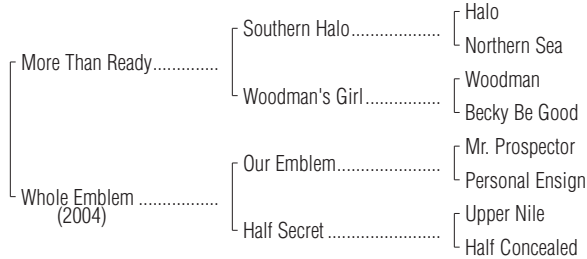 Halo
Southern Halo
Northern Sea
More Than Ready
Woodman
Woodman's Girl
Becky Be Good
Mr. Prospector
Our Emblem
Personal Ensign
Whole Emblem
(2004)
Upper Nile
Half Secret
Half Concealed